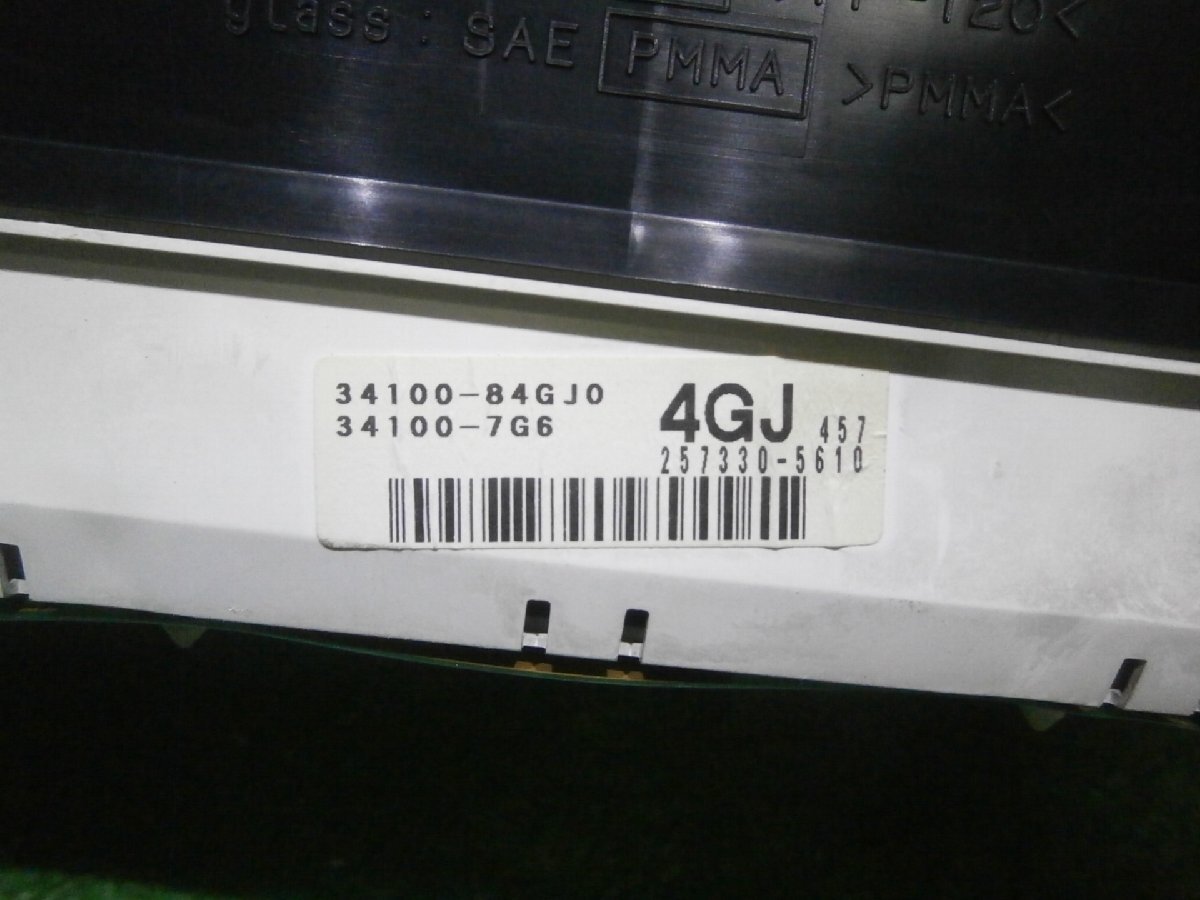 glass : SAE PMMA >PMMA<
34100-84GJ0
34100-7G6
4GJ 457
257330-5610